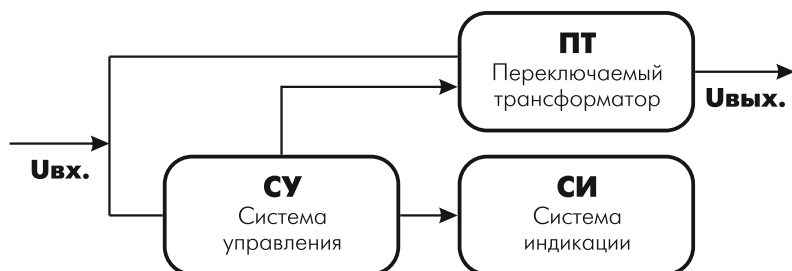 ПТ
Переключаемый
трансформатор
Uвых.
Uвх.
СУ
Система
управления
СИ
Система
индикации